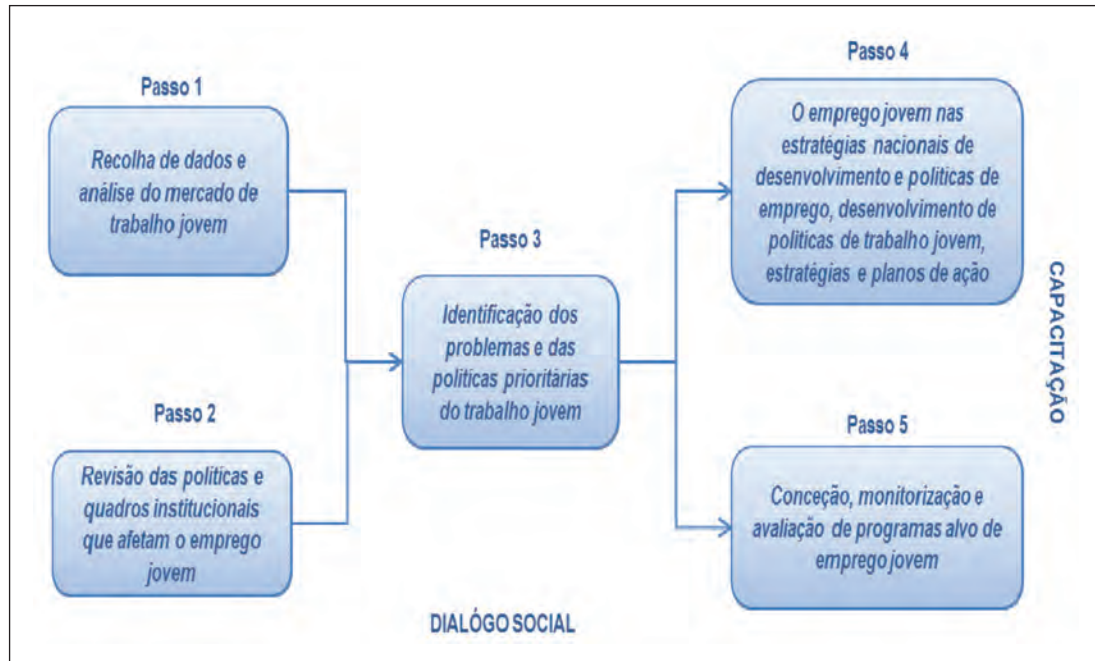 Passo 1
Recolha de dados e
análise do mercado de
trabalho jovem
Passo 2
Revisão das políticas e
quadros institucionais
que afetam o emprego
jovem
Passo 3
Identificação dos
problemas e das
políticas prioritárias
do trabalho jovem
Passo 4
O emprego jovem nas
estratégias nacionais de
desenvolvimento e políticas de
emprego, desenvolvimento de
políticas de trabalho jovem,
estratégias e planos de ação
Passo 5
Conceção, monitorização e
avaliação de programas alvo de
emprego jovem
CAPACITAÇÃO
DIALÓGO SOCIAL